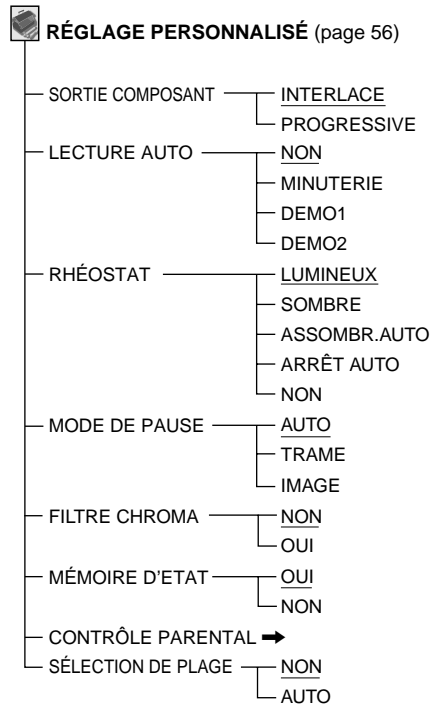 RÉGLAGE PERSONNALISÉ (page 56)
SORTIE COMPOSANT INTERLACE
PROGRESSIVE
LECTURE AUTO NON
MINUTERIE
DEMO1
DEMO2
RHÉOSTAT LUMINEUX
SOMBRE
ASSOMBR.AUTO
ARRÊT AUTO
NON
MODE DE PAUSE AUTO
TRAME
IMAGE
FILTRE CHROMA NON
OUI
MÉMOIRE D'ETAT OUI
NON
CONTRÔLE PARENTAL ➡
SÉLECTION DE PLAGE NON
AUTO